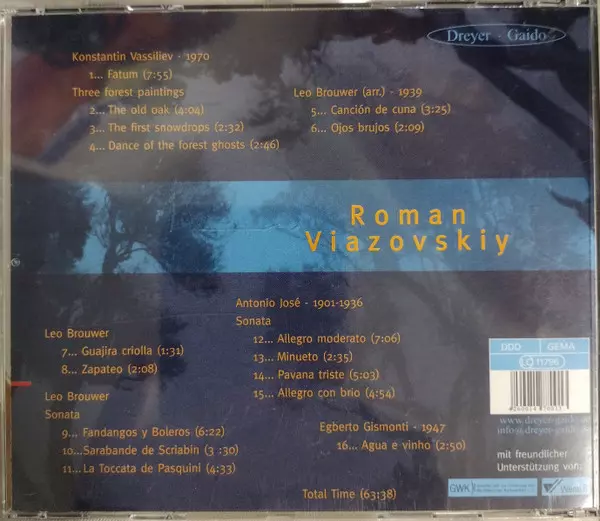 Dreyer · Gaido
Konstantin Vassiliev · 1970
1... Fatum (7:55)
Three forest paintings
2... The old oak (4:04)
3... The first snowdrops (2:32)
4... Dance of the forest ghosts (2:46)
Leo Brouwer (arr.) · 1939
5... Canción de cuna (3:25)
6... Ojos brujos (2:09)
Roman
Viazovskiy
Leo Brouwer
7... Guajira criolla (1:31)
8... Zapateo (2:08)
Leo Brouwer
Sonata
9... Fandangos y Boleros (6:22)
10... Sarabande de Scriabin (3 :30)
11... La Toccata de Pasquini (4:33)
Antonio José · 1901-1936
Sonata
12... Allegro moderato (7:06)
13... Minueto (2:35)
14... Pavana triste (5:03)
15... Allegro con brio (4:54)
Egberto Gismonti · 1947
16... Agua e vinho (2:50)
Total Time (63:38)
DDD
GEMA
LC 11796
mit freundlicher
Unterstützung von:
GWK